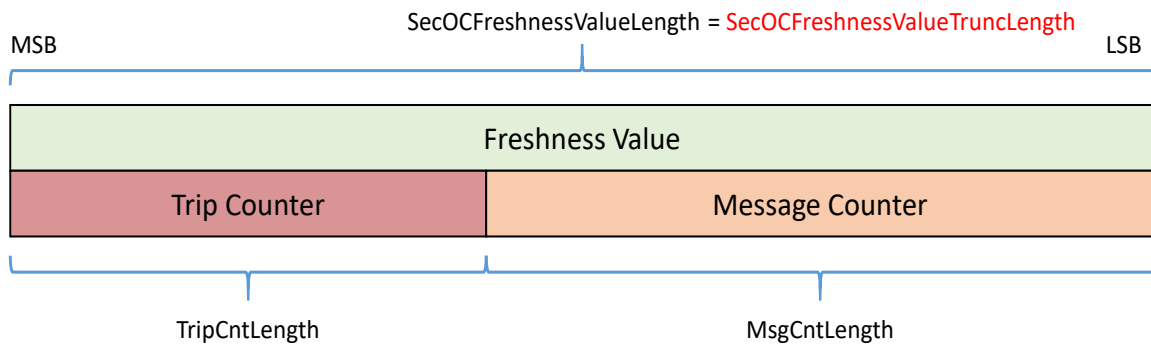 SecOCFreshnessValueLength = SecOCFreshnessValueTruncLength
MSB
LSB
Freshness Value
Trip Counter
Message Counter
TripCntLength
MsgCntLength